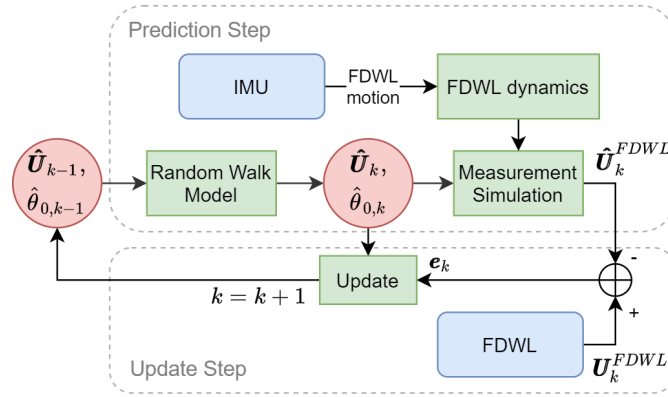 Prediction Step
IMU
FDWL
motion
FDWL dynamics
Û_{k−1},
θ̂_{0,k−1}
Random Walk
Model
Û_k,
θ̂_{0,k}
Measurement
Simulation
Û_k^{FDWL}
-
Update
e_k
+
k = k + 1
FDWL
U_k^{FDWL}
Update Step